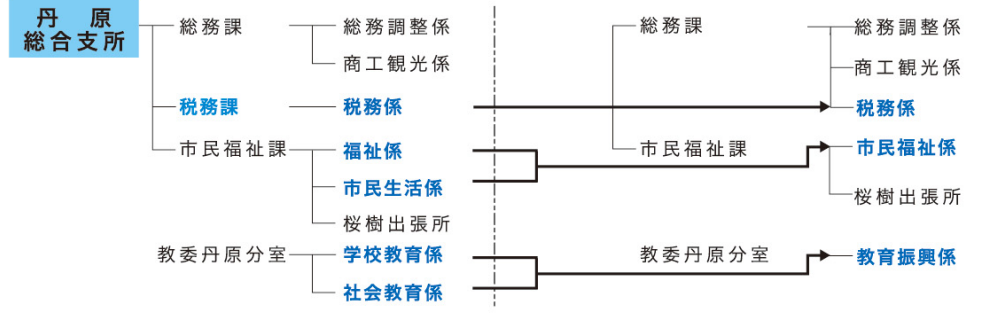 丹原
総合支所
総務課 総務調整係 総務課 総務調整係
商工観光係 商工観光係
税務課 税務係 税務係
市民福祉課 福祉係 市民福祉課 市民福祉係
市民生活係
桜樹出張所 桜樹出張所
教委丹原分室 学校教育係 教委丹原分室 教育振興係
社会教育係